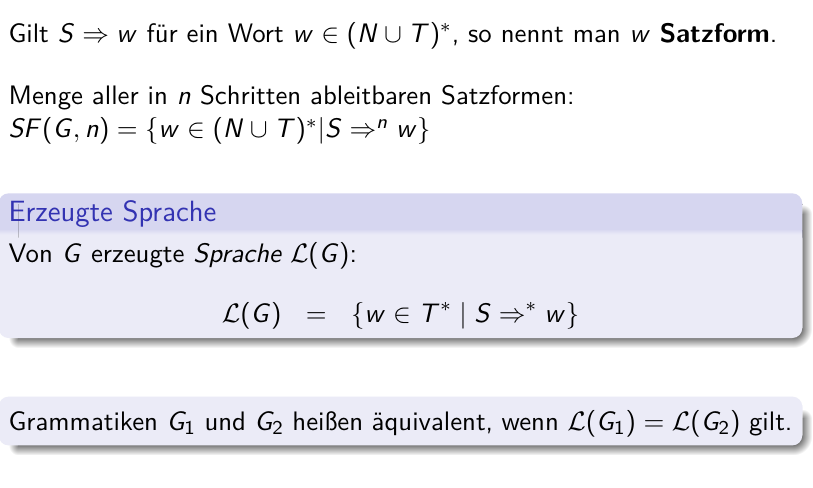 Gilt S ⇒ w für ein Wort w ∈ (N ∪ T)*, so nennt man w Satzform.
Menge aller in n Schritten ableitbaren Satzformen:
SF(G, n) = {w ∈ (N ∪ T)*|S ⇒ⁿ w}
Erzeugte Sprache
Von G erzeugte Sprache ℒ(G):
ℒ(G) = {w ∈ T* | S ⇒* w}
Grammatiken G₁ und G₂ heißen äquivalent, wenn ℒ(G₁) = ℒ(G₂) gilt.